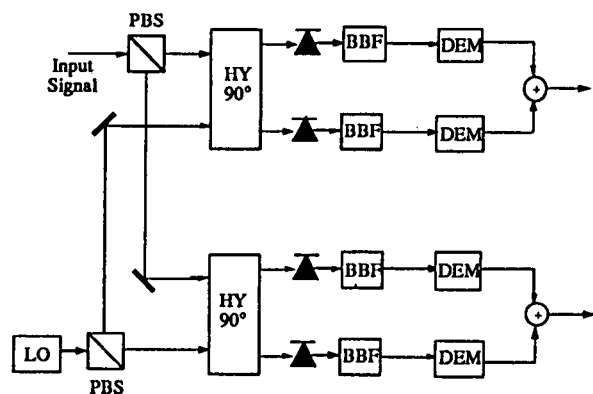 PBS
Input
Signal
HY
90°
BBF
DEM
+
BBF
DEM
HY
90°
BBF
DEM
+
BBF
DEM
LO
PBS